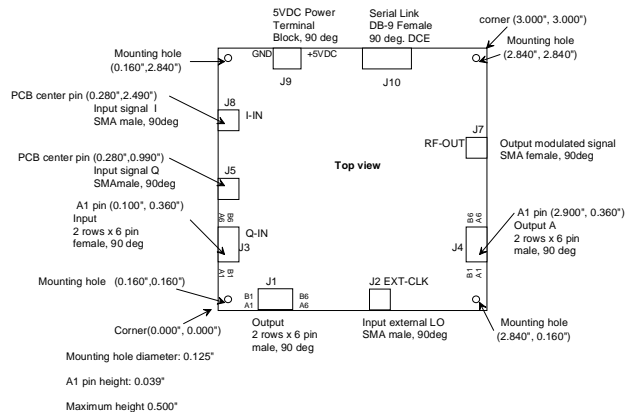 5VDC Power
Terminal
Block, 90 deg
Serial Link
DB-9 Female
90 deg. DCE
corner (3.000", 3.000")
Mounting hole
(0.160",2.840")
GND
+5VDC
Mounting hole
(2.840", 2.840")
J9
J10
PCB center pin (0.280",2.490")
Input signal I
SMA male, 90deg
J8
I-IN
J7
RF-OUT
Output modulated signal
SMA female, 90deg
PCB center pin (0.280",0.990")
Input signal Q
SMAmale, 90deg
J5
Top view
A1 pin (0.100", 0.360")
Input
2 rows x 6 pin
female, 90 deg
A6
B6
Q-IN
J3
A1
B1
B6
A6
J4
B1
A1
A1 pin (2.900", 0.360")
Output A
2 rows x 6 pin
male, 90 deg
Mounting hole (0.160",0.160")
J1
B1
A1
B6
A6
J2 EXT-CLK
Corner(0.000", 0.000")
Output
2 rows x 6 pin
male, 90 deg
Input external LO
SMA male, 90deg
Mounting hole
(2.840", 0.160")
Mounting hole diameter: 0.125"
A1 pin height: 0.039"
Maximum height 0.500"